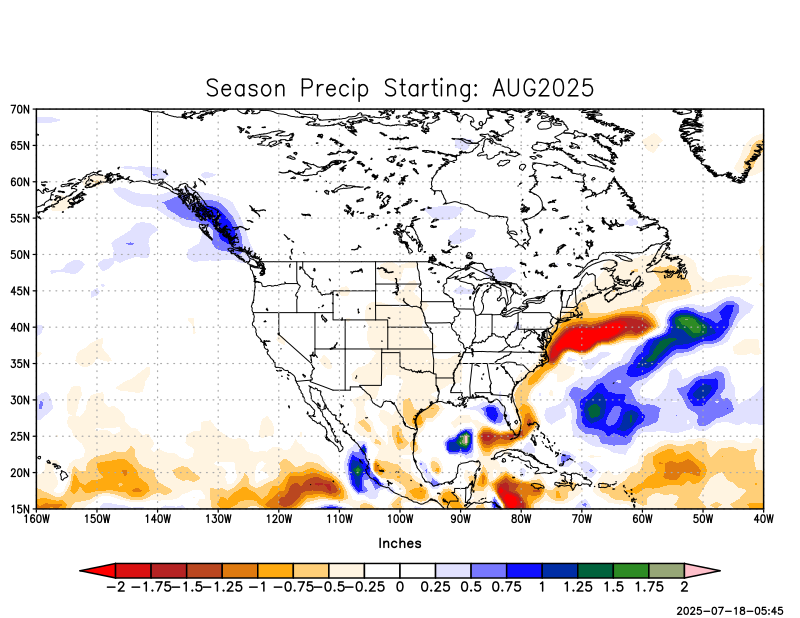 Season Precip Starting: AUG2025
70N
65N
60N
55N
50N
45N
40N
35N
30N
25N
20N
15N
160W 150W 140W 130W 120W 110W 100W 90W 80W 70W 60W 50W 40W
Inches
-2 -1.75 -1.5 -1.25 -1 -0.75 -0.5 -0.25 0 0.25 0.5 0.75 1 1.25 1.5 1.75 2
2025-07-18-05:45